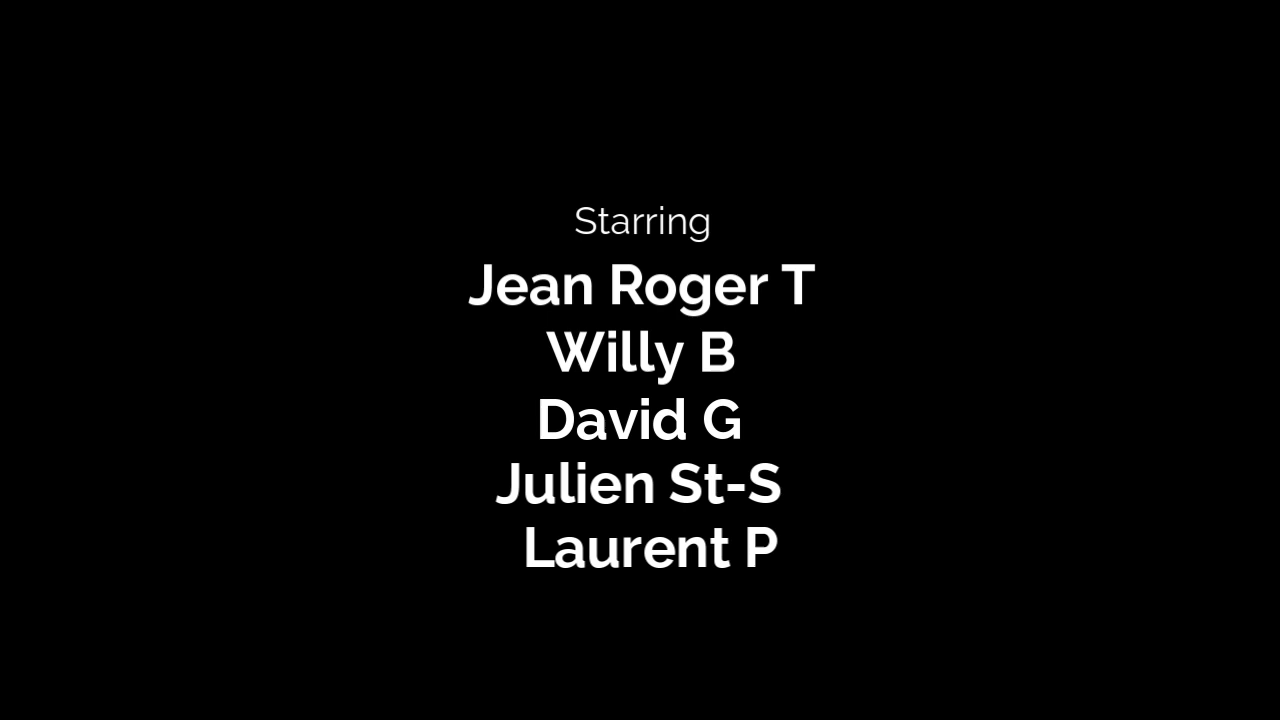 Starring
Jean Roger T
Willy B
David G
Julien St-S
Laurent P